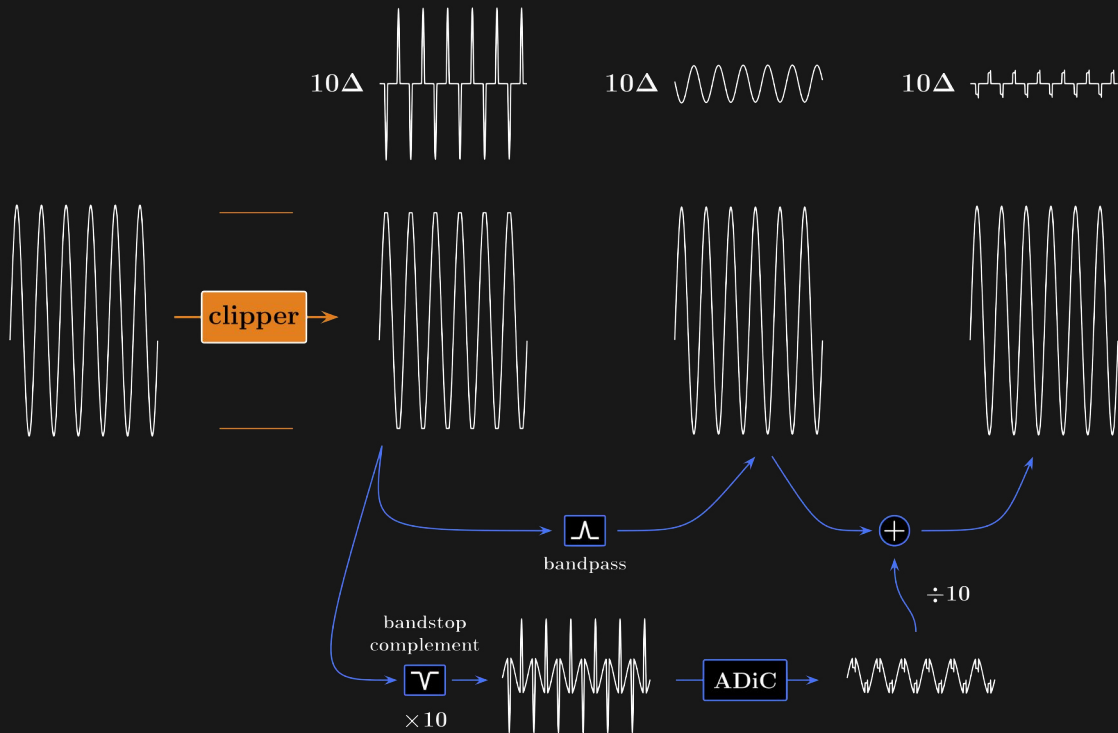 10Δ
10Δ
10Δ
clipper
bandpass
÷10
bandstop
complement
×10
ADiC